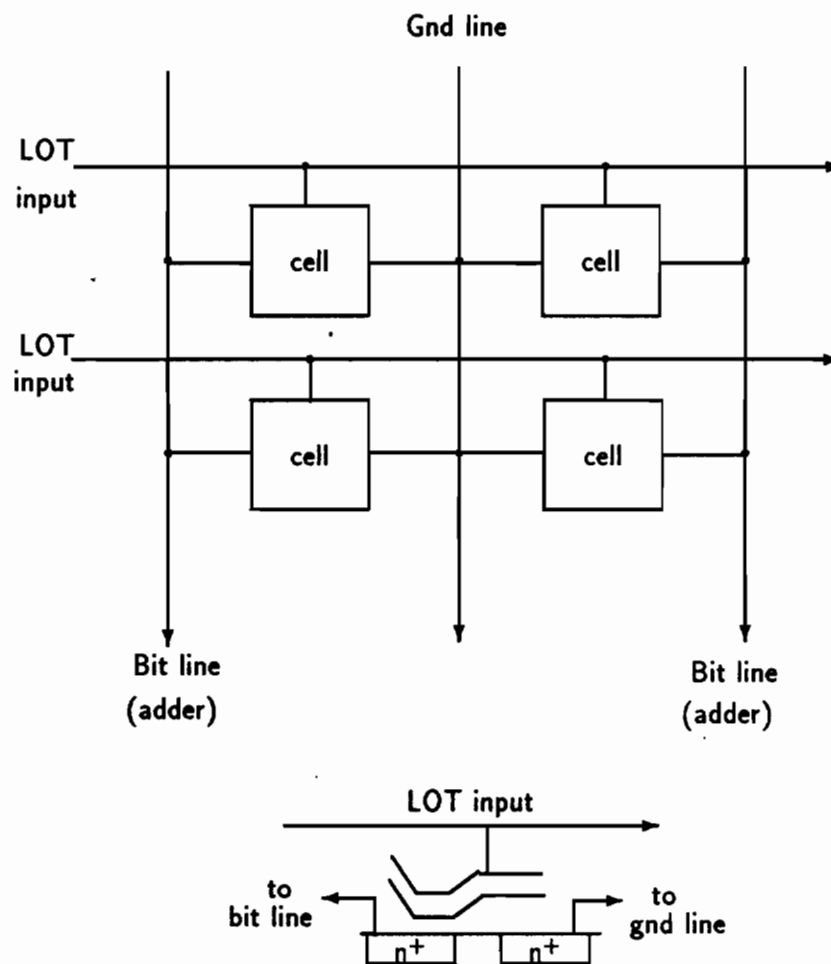 Gnd line
LOT
input
cell
cell
LOT
input
cell
cell
Bit line
(adder)
Bit line
(adder)
LOT input
to
bit line
to
gnd line
n+
n+